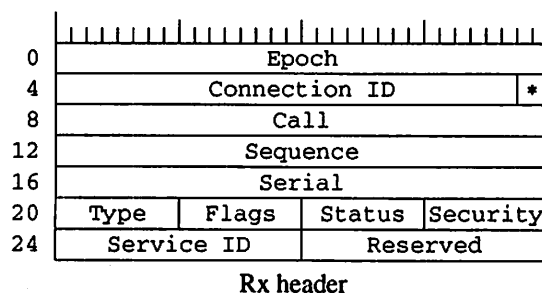 0 Epoch
4 Connection ID *
8 Call
12 Sequence
16 Serial
20 Type Flags Status Security
24 Service ID Reserved
Rx header